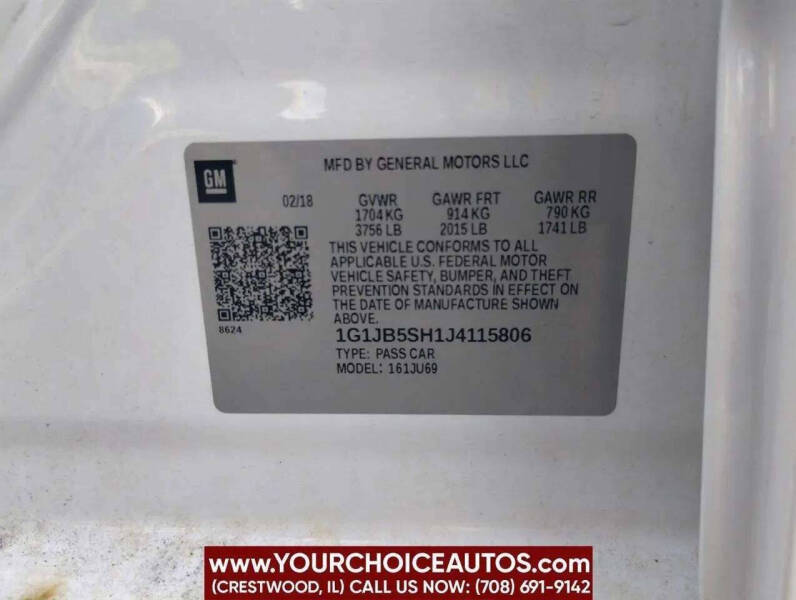 GM
MFD BY GENERAL MOTORS LLC
02/18 GVWR GAWR FRT GAWR RR
1704 KG 914 KG 790 KG
3756 LB 2015 LB 1741 LB
THIS VEHICLE CONFORMS TO ALL
APPLICABLE U.S. FEDERAL MOTOR
VEHICLE SAFETY, BUMPER, AND THEFT
PREVENTION STANDARDS IN EFFECT ON
THE DATE OF MANUFACTURE SHOWN
ABOVE.
8624
1G1JB5SH1J4115806
TYPE: PASS CAR
MODEL: 161JU69
WWW.YOURCHOICEAUTOS.COM
(CRESTWOOD, IL) CALL US NOW: (708) 691-9142